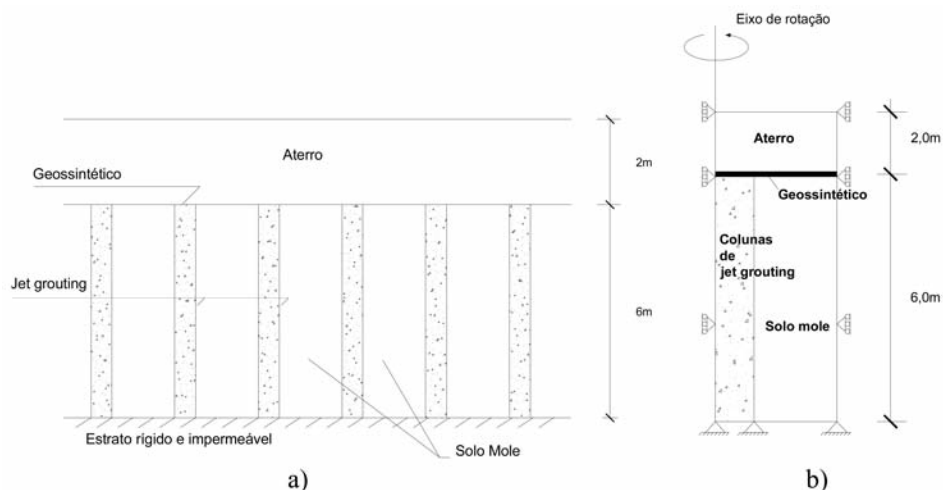 Aterro
2m
Geossintético
Jet grouting
6m
Estrato rígido e impermeável
Solo Mole
a)
Eixo de rotação
Aterro
2,0m
Geossintético
Colunas
de
jet grouting
6,0m
Solo mole
b)